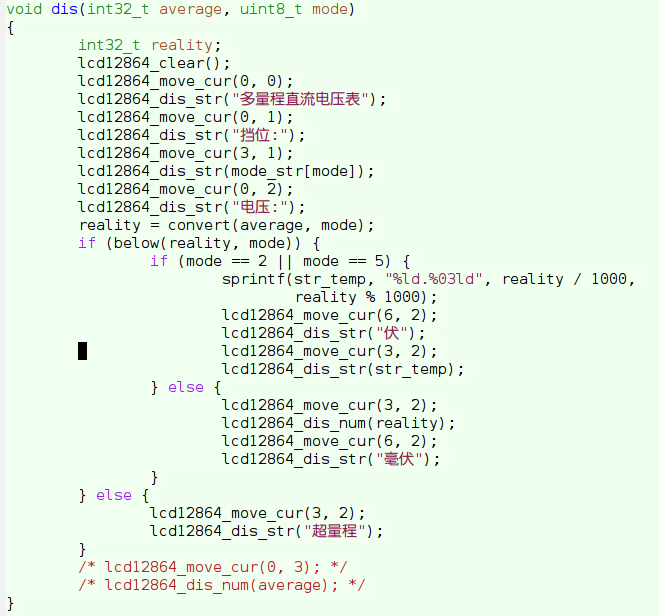 void dis(int32_t average, uint8_t mode)
{
        int32_t reality;
        lcd12864_clear();
        lcd12864_move_cur(0, 0);
        lcd12864_dis_str("多量程直流电压表");
        lcd12864_move_cur(0, 1);
        lcd12864_dis_str("挡位:");
        lcd12864_move_cur(3, 1);
        lcd12864_dis_str(mode_str[mode]);
        lcd12864_move_cur(0, 2);
        lcd12864_dis_str("电压:");
        reality = convert(average, mode);
        if (below(reality, mode)) {
                if (mode == 2 || mode == 5) {
                        sprintf(str_temp, "%ld.%03ld", reality / 1000,
                                reality % 1000);
                        lcd12864_move_cur(6, 2);
                        lcd12864_dis_str("伏");
                        lcd12864_move_cur(3, 2);
                        lcd12864_dis_str(str_temp);
                } else {
                        lcd12864_move_cur(3, 2);
                        lcd12864_dis_num(reality);
                        lcd12864_move_cur(6, 2);
                        lcd12864_dis_str("毫伏");
                }
        } else {
                lcd12864_move_cur(3, 2);
                lcd12864_dis_str("超量程");
        }
        /* lcd12864_move_cur(0, 3); */
        /* lcd12864_dis_num(average); */
}